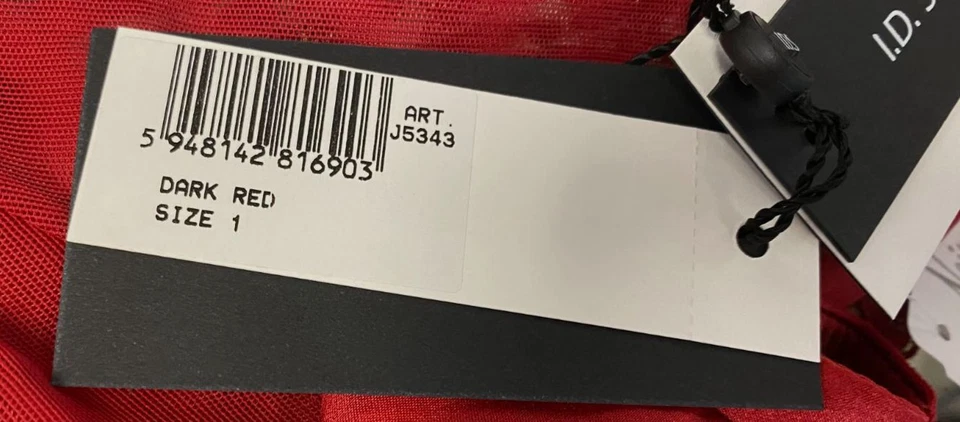 ART.
J5343
5 948142 816903
DARK RED
SIZE 1
I.D.